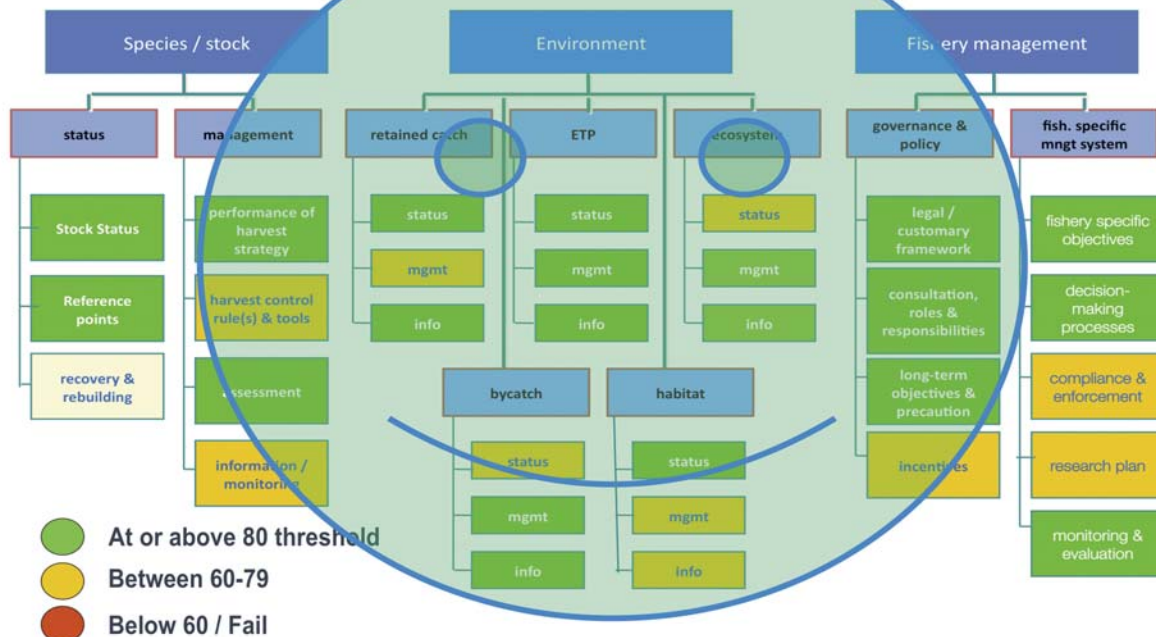 Species / stock
Environment
Fishery management
status
management
retained catch
ETP
ecosystem
governance &
policy
fish. specific
mngt system
Stock Status
Reference
points
recovery &
rebuilding
performance of
harvest
strategy
harvest control
rule(s) & tools
assessment
information /
monitoring
status
mgmt
info
status
mgmt
info
status
mgmt
info
bycatch
status
mgmt
info
habitat
status
mgmt
info
legal /
customary
framework
consultation,
roles &
responsibilities
long-term
objectives &
precaution
incentives
fishery specific
objectives
decision-
making
processes
compliance &
enforcement
research plan
monitoring &
evaluation
At or above 80 threshold
Between 60-79
Below 60 / Fail